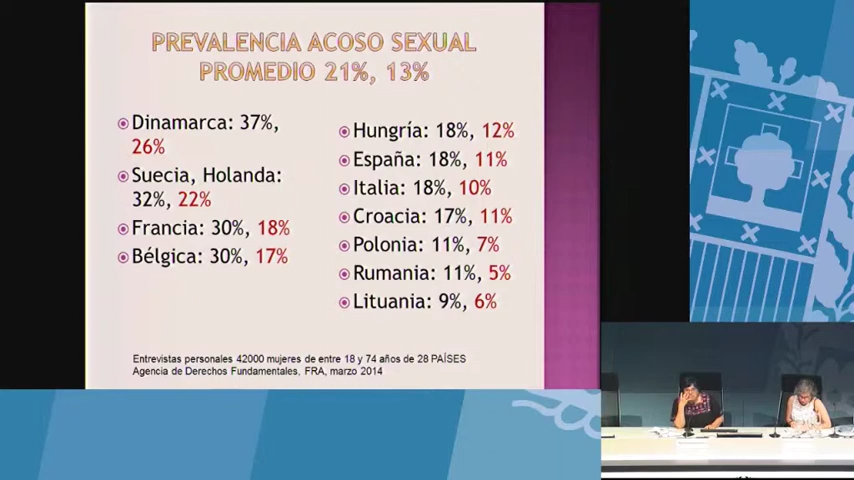 PREVALENCIA ACOSO SEXUAL
PROMEDIO 21%, 13%
Dinamarca: 37%,
26%
Suecia, Holanda:
32%, 22%
Francia: 30%, 18%
Bélgica: 30%, 17%
Hungría: 18%, 12%
España: 18%, 11%
Italia: 18%, 10%
Croacia: 17%, 11%
Polonia: 11%, 7%
Rumania: 11%, 5%
Lituania: 9%, 6%
Entrevistas personales 42000 mujeres de entre 18 y 74 años de 28 PAÍSES
Agencia de Derechos Fundamentales, FRA, marzo 2014